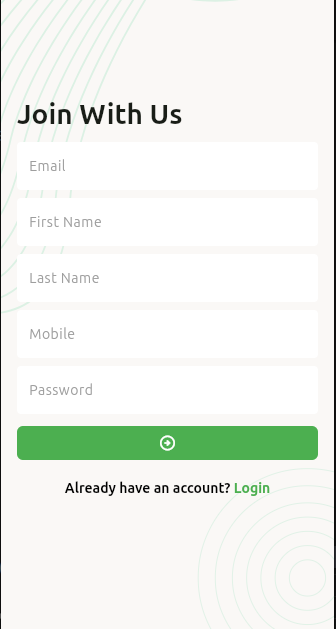 Join With Us
Email
First Name
Last Name
Mobile
Password
Already have an account? Login